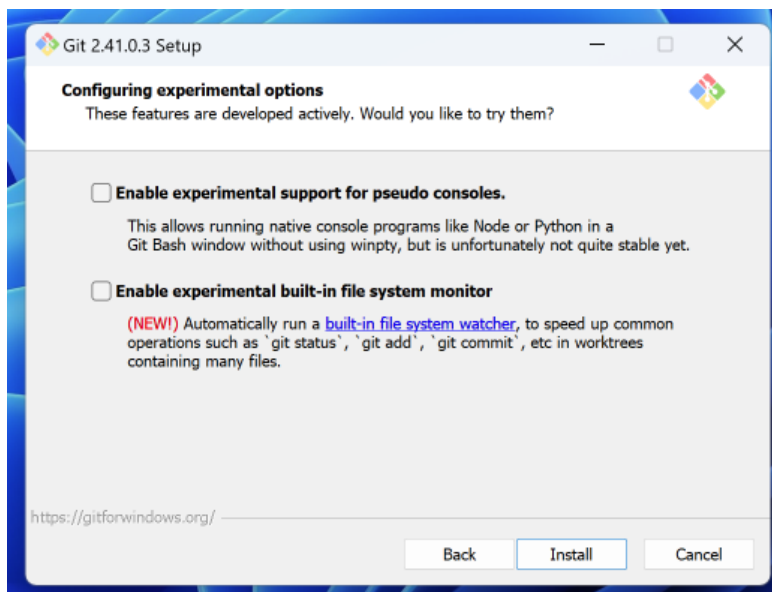 Git 2.41.0.3 Setup
Configuring experimental options
These features are developed actively. Would you like to try them?
Enable experimental support for pseudo consoles.
This allows running native console programs like Node or Python in a
Git Bash window without using winpty, but is unfortunately not quite stable yet.
Enable experimental built-in file system monitor
(NEW!) Automatically run a built-in file system watcher, to speed up common
operations such as `git status`, `git add`, `git commit`, etc in worktrees
containing many files.
https://gitforwindows.org/
Back Install Cancel